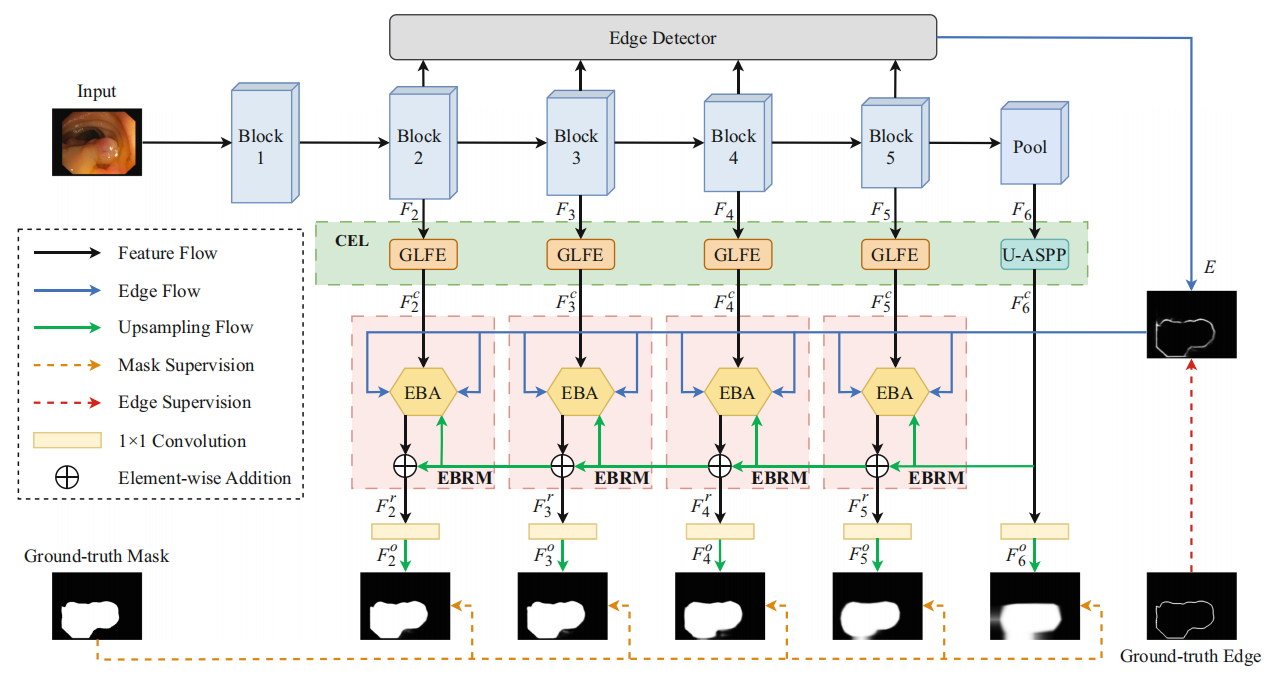 Edge Detector
Input
Block
1
Block
2
Block
3
Block
4
Block
5
Pool
F_2
F_3
F_4
F_5
F_6
CEL
GLFE
GLFE
GLFE
GLFE
U-ASPP
E
F_2^c
F_3^c
F_4^c
F_5^c
F_6^c
Feature Flow
Edge Flow
Upsampling Flow
Mask Supervision
Edge Supervision
1×1 Convolution
Element-wise Addition
EBA
EBA
EBA
EBA
EBRM
EBRM
EBRM
EBRM
F_2^r
F_3^r
F_4^r
F_5^r
F_2^o
F_3^o
F_4^o
F_5^o
F_6^o
Ground-truth Mask
Ground-truth Edge